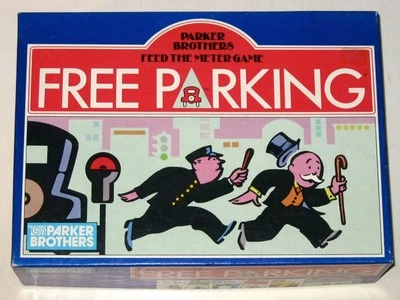 PARKER
BROTHERS
FEED THE METER GAME
FREE PARKING
PARKER
BROTHERS